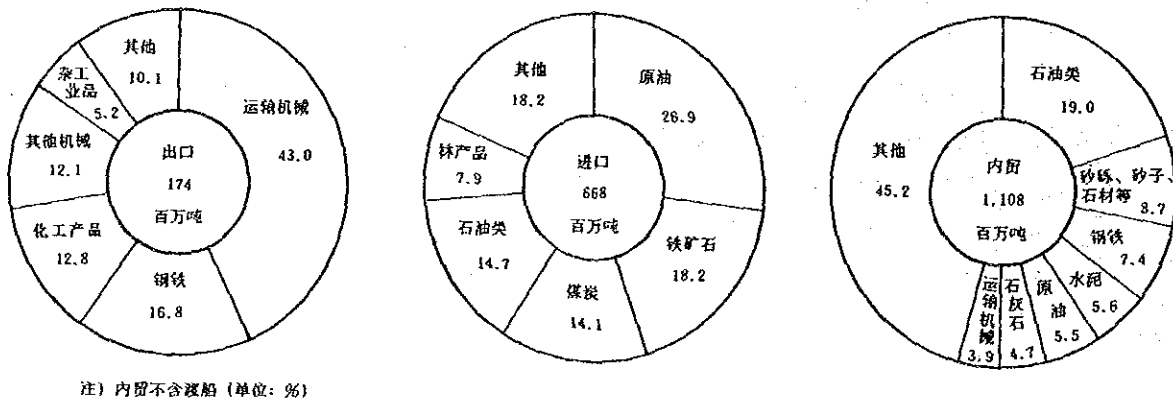 其他
10.1
杂工
业品
5.2
运输机械
43.0
其他机械
12.1
出口
174
百万吨
化工产品
12.8
钢铁
16.8
其他
18.2
原油
26.9
林产品
7.9
进口
668
百万吨
石油类
14.7
铁矿石
18.2
煤炭
14.1
石油类
19.0
其他
45.2
内贸
1,108
百万吨
砂砾、砂子、
石材等
8.7
钢铁
7.4
水泥
5.6
原油
5.5
石灰石
4.7
运输机械
3.9
注) 内贸不含渡船 (单位: %)